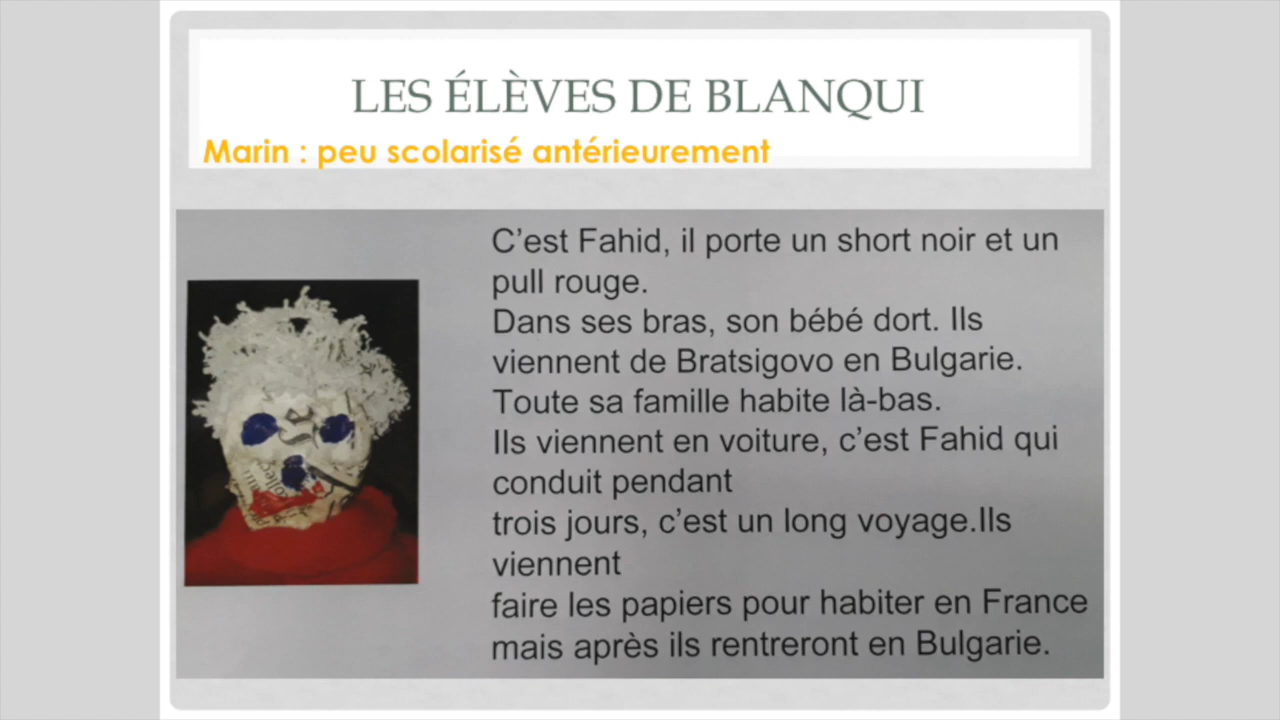 LES ÉLÈVES DE BLANQUI
Marin : peu scolarisé antérieurement
C'est Fahid, il porte un short noir et un
pull rouge.
Dans ses bras, son bébé dort. Ils
viennent de Bratsigovo en Bulgarie.
Toute sa famille habite là-bas.
Ils viennent en voiture, c'est Fahid qui
conduit pendant
trois jours, c'est un long voyage.Ils
viennent
faire les papiers pour habiter en France
mais après ils rentreront en Bulgarie.